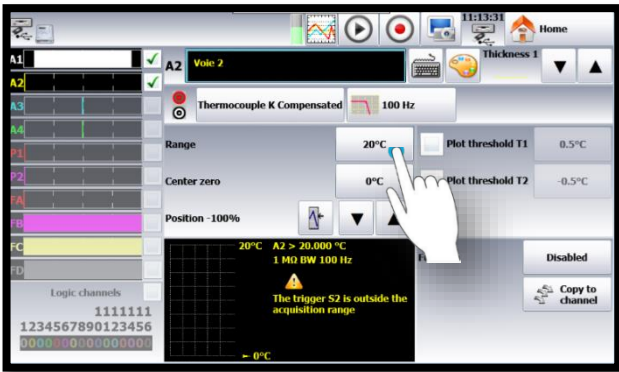 11:13:31
Home
A1
A2 Voie 2 Thickness 1
A2
A3 Thermocouple K Compensated 100 Hz
A4
P1 Range 20°C Plot threshold T1 0.5°C
P2 Center zero 0°C Plot threshold T2 -0.5°C
FA
FB Position -100%
FC 20°C A2 > 20.000 °C Disabled
1 MΩ BW 100 Hz
FD
Logic channels The trigger S2 is outside the Copy to
acquisition range channel
111111
1234567890123456
0000000000000000
0°C